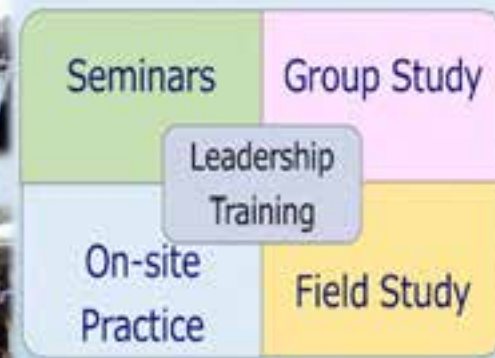 Seminars
Group Study
Leadership
Training
On-site
Practice
Field Study